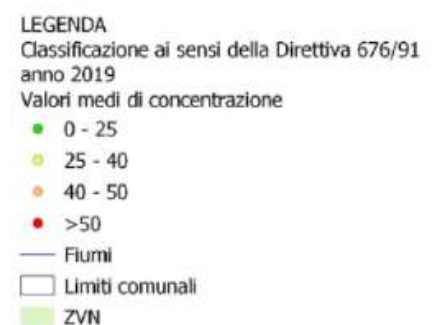 LEGENDA
Classificazione ai sensi della Direttiva 676/91
anno 2019
Valori medi di concentrazione
0 - 25
25 - 40
40 - 50
>50
Fiumi
Limiti comunali
ZVN